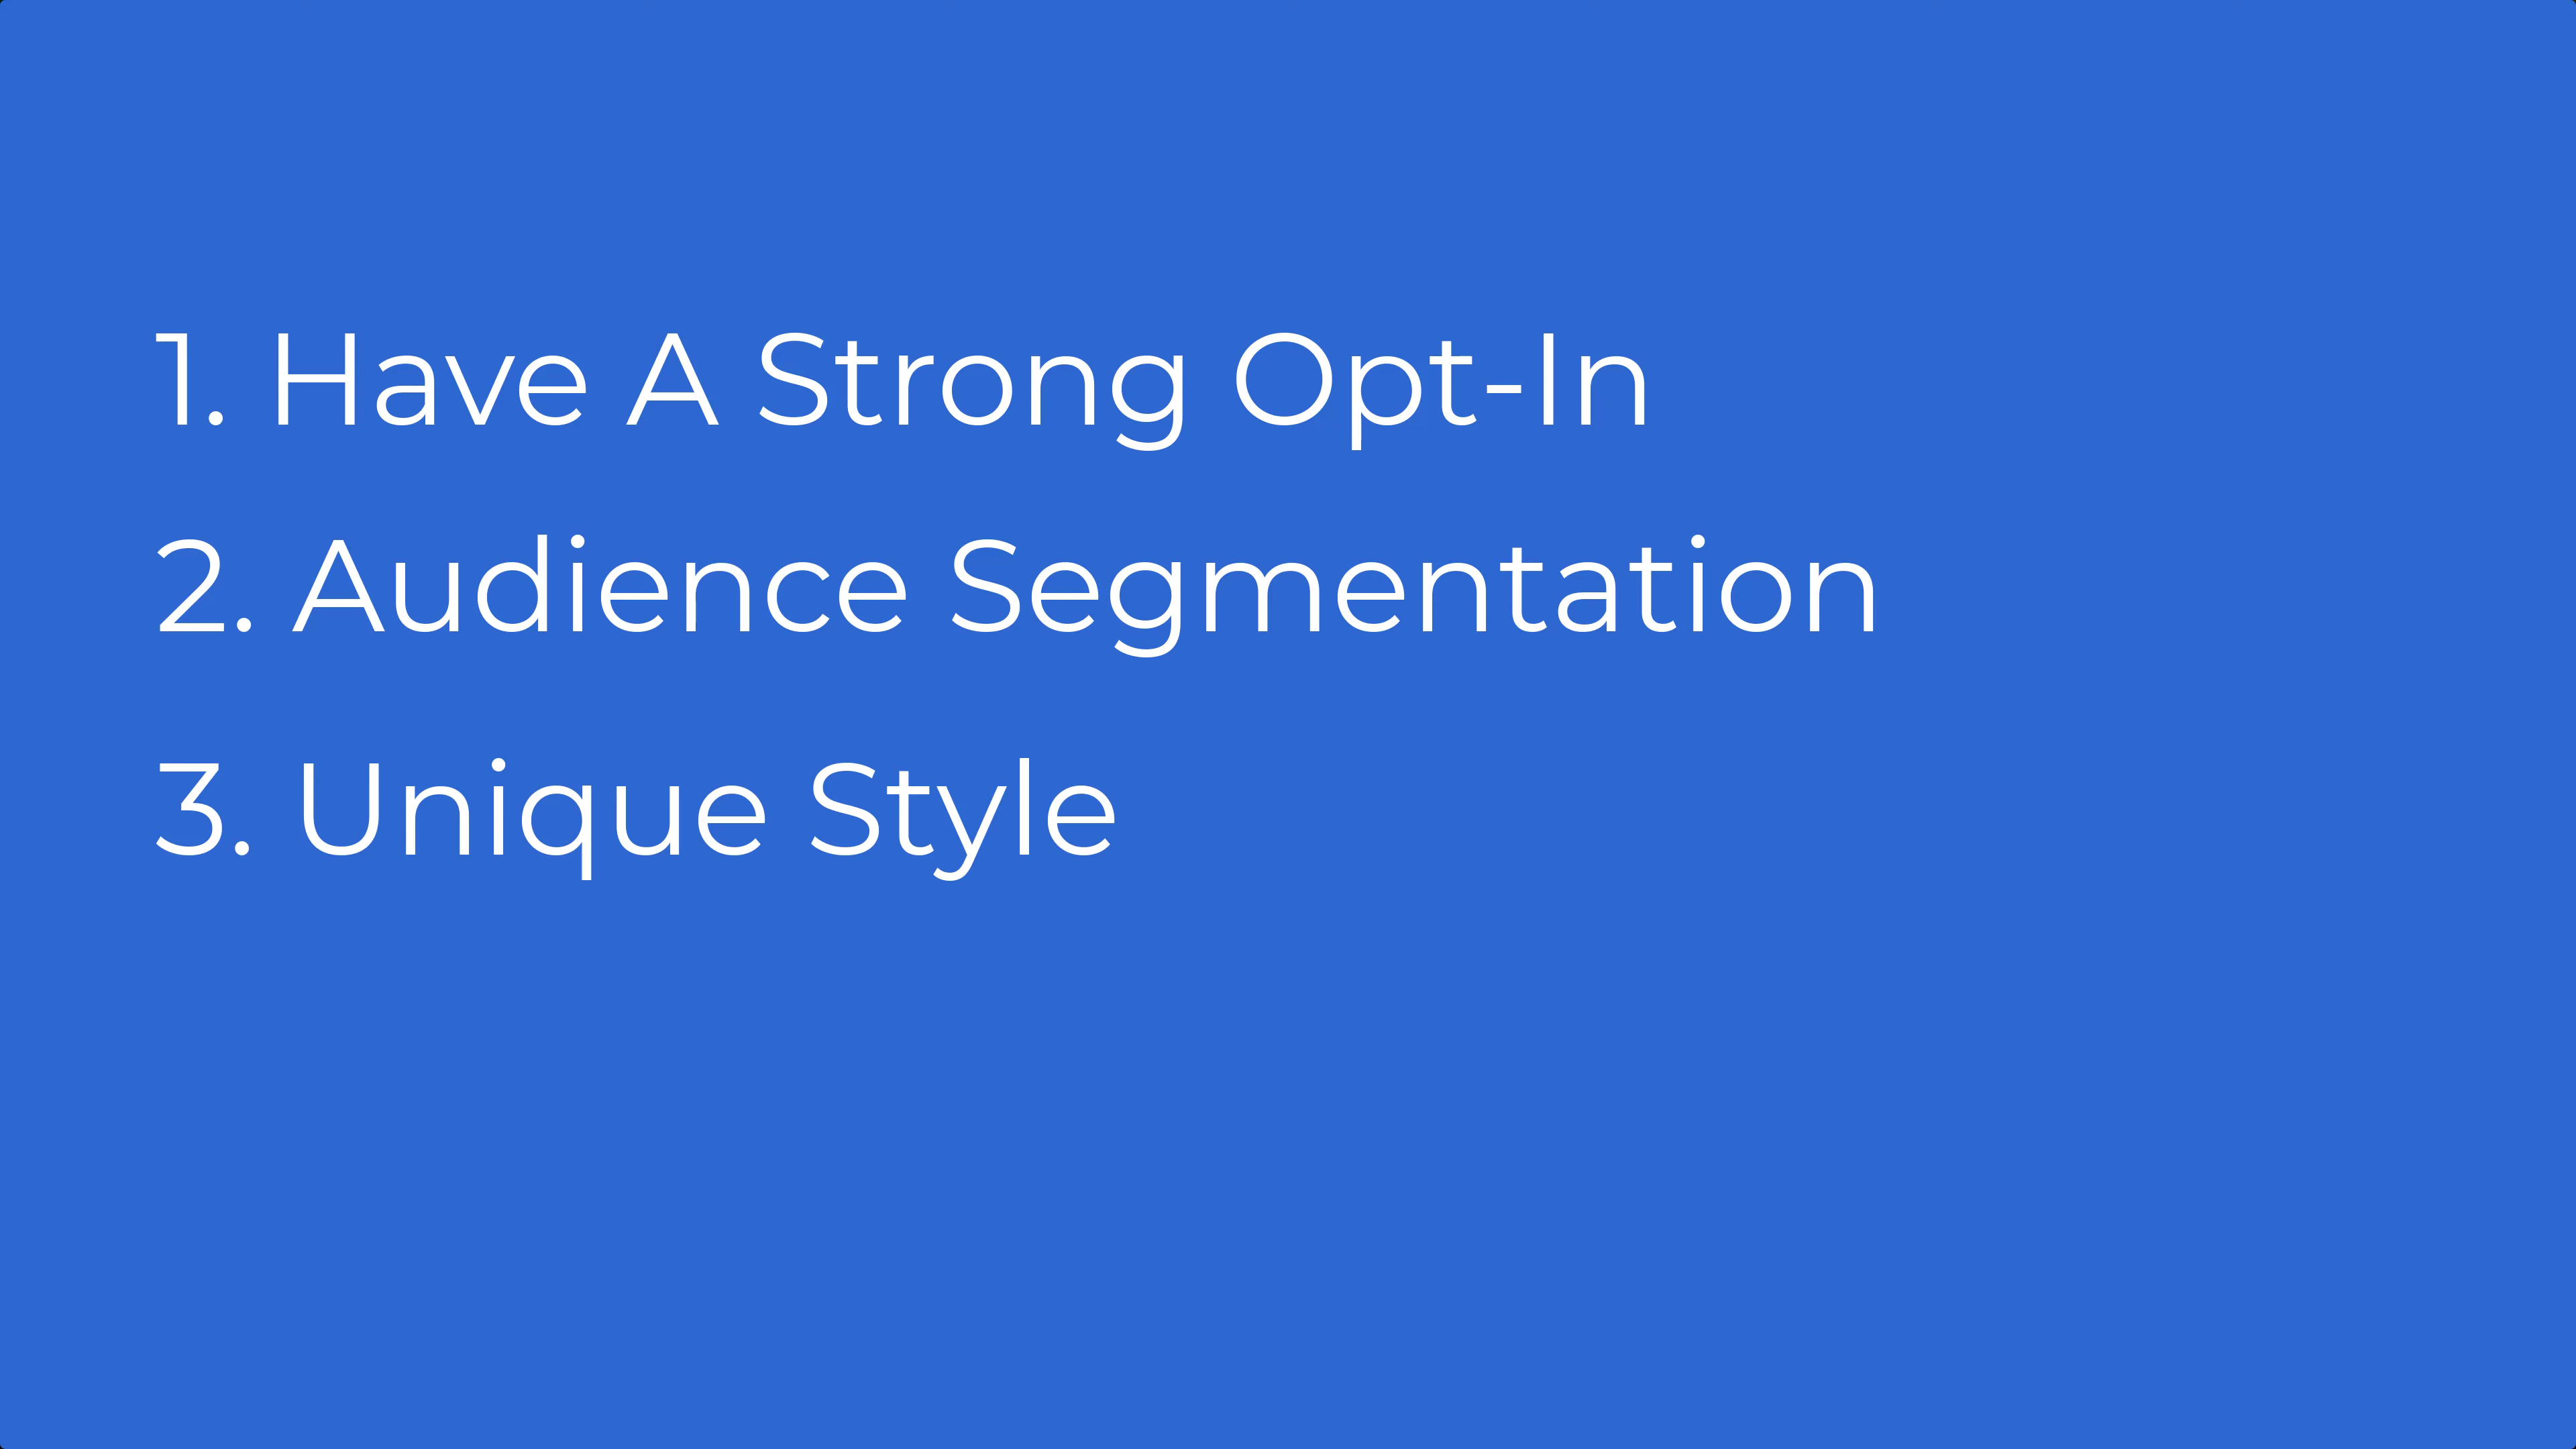 1. Have A Strong Opt-In
2. Audience Segmentation
3. Unique Style